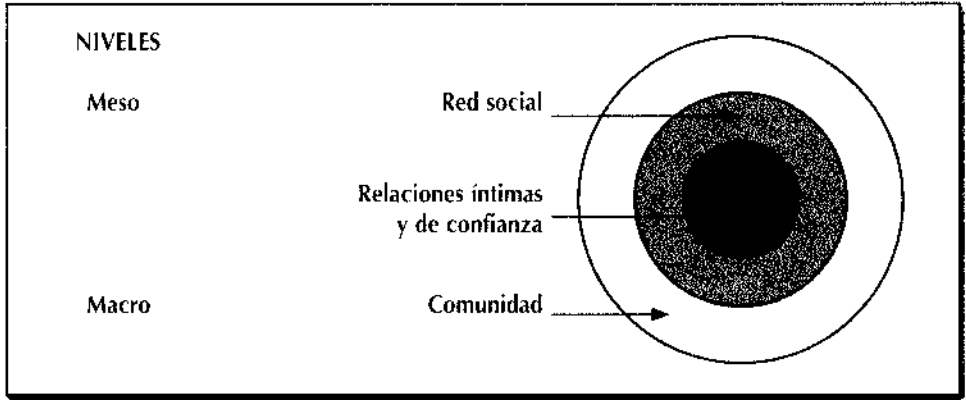 NIVELES
Meso
Red social
Relaciones íntimas
y de confianza
Macro
Comunidad